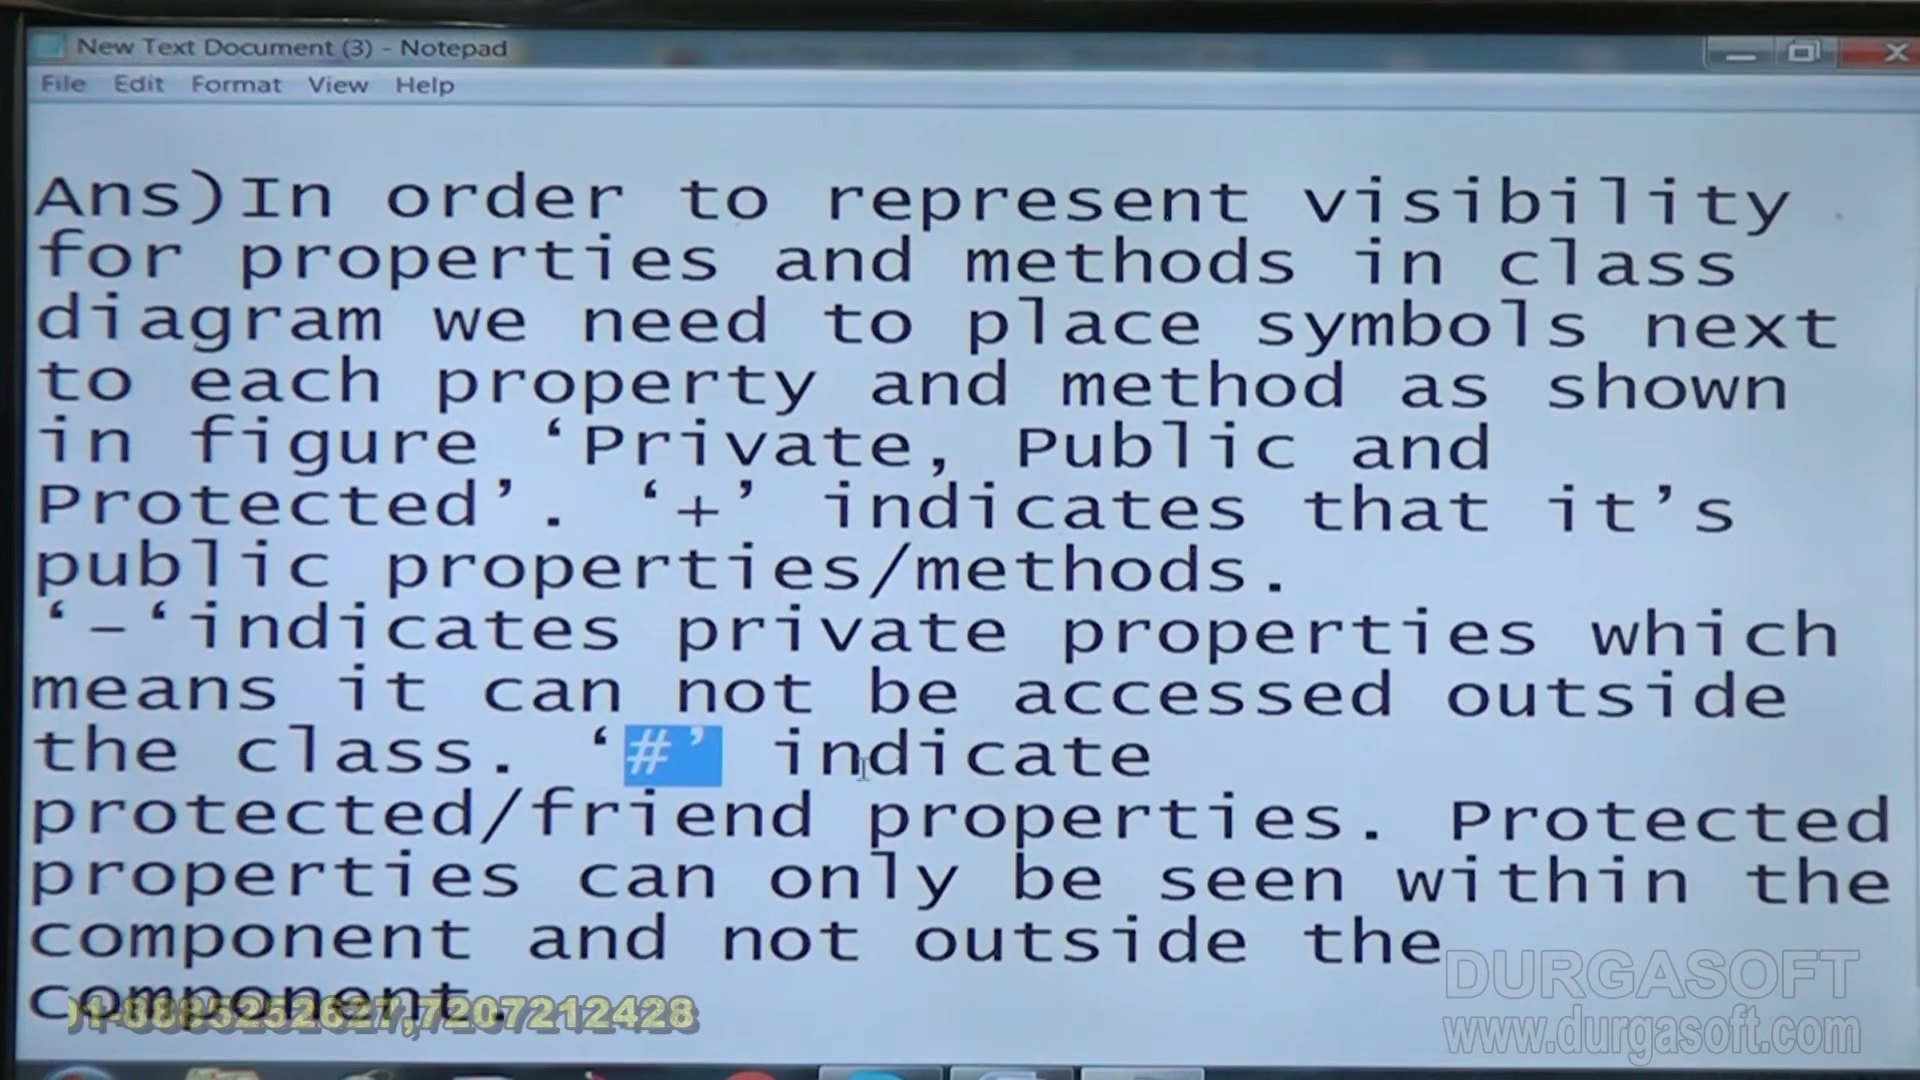 New Text Document (3) - Notepad
File Edit Format View Help
Ans)In order to represent visibility
for properties and methods in class
diagram we need to place symbols next
to each property and method as shown
in figure ‘Private, Public and
Protected’. ‘+’ indicates that it’s
public properties/methods.
‘-‘indicates private properties which
means it can not be accessed outside
the class. ‘#’ indicate
protected/friend properties. Protected
properties can only be seen within the
component and not outside the
component.
91-8885252627,7207212428
DURGASOFT
www.durgasoft.com